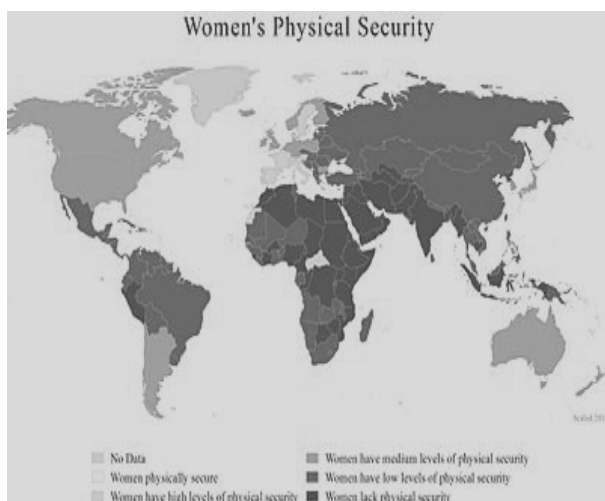 Women's Physical Security
Scaled
No Data
Women physically secure
Women have high levels of physical security
Women have medium levels of physical security
Women have low levels of physical security
Women lack physical security